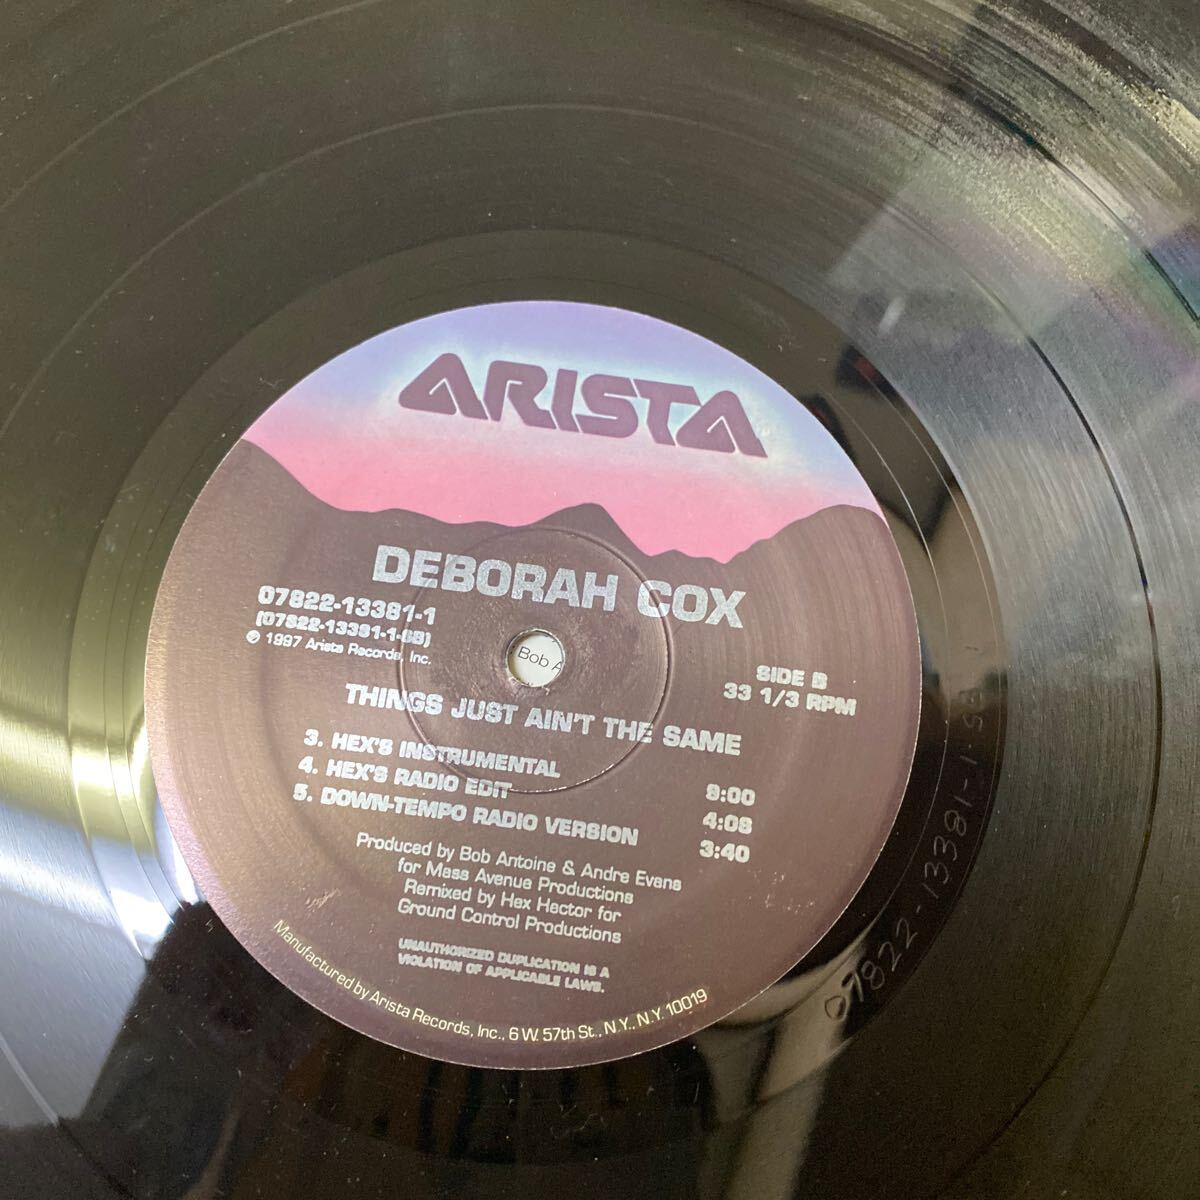 ARISTA
DEBORAH COX
07822-13381-1
(07822-13381-1-SB)
℗ 1997 Arista Records, Inc.
Bob A
SIDE B
33 1/3 RPM
THINGS JUST AIN'T THE SAME
3. HEX'S INSTRUMENTAL 8:00
4. HEX'S RADIO EDIT 4:08
5. DOWN-TEMPO RADIO VERSION 3:40
Produced by Bob Antoine & Andre Evans
for Mass Avenue Productions
Remixed by Hex Hector for
Ground Control Productions
UNAUTHORIZED DUPLICATION IS A
VIOLATION OF APPLICABLE LAWS.
Manufactured by Arista Records, Inc., 6 W. 57th St., N.Y., N.Y. 10019
07822-13381-1-S